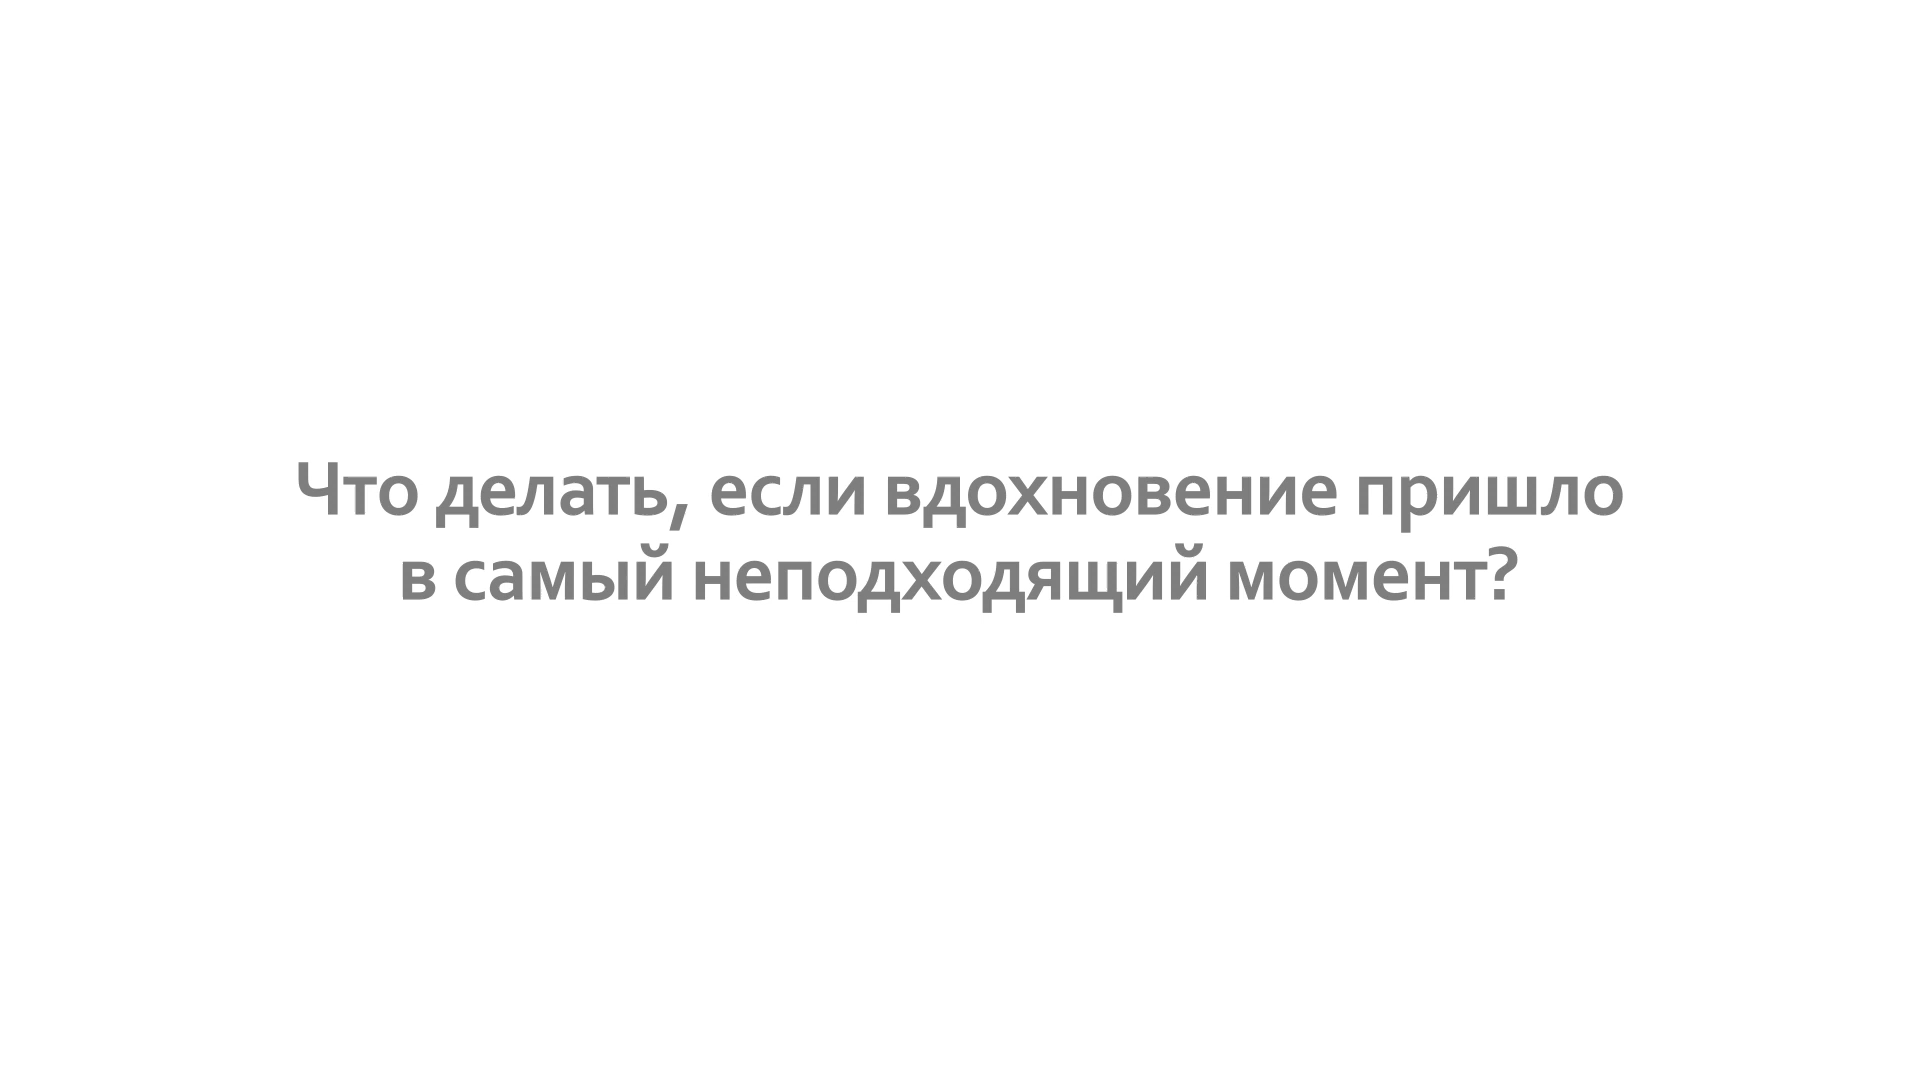 Что делать, если вдохновение пришло
в самый неподходящий момент?